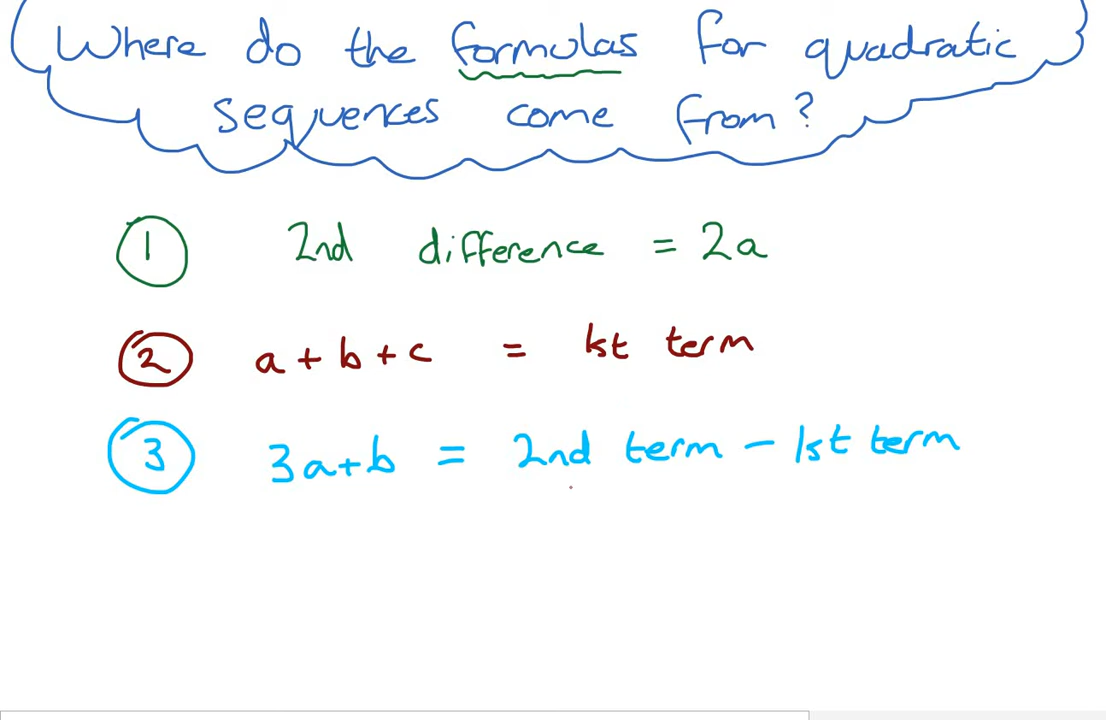 Where do the formulas for quadratic
sequences come from?
1 2nd difference = 2a
2 a + b + c = 1st term
3 3a+b = 2nd term - 1st term